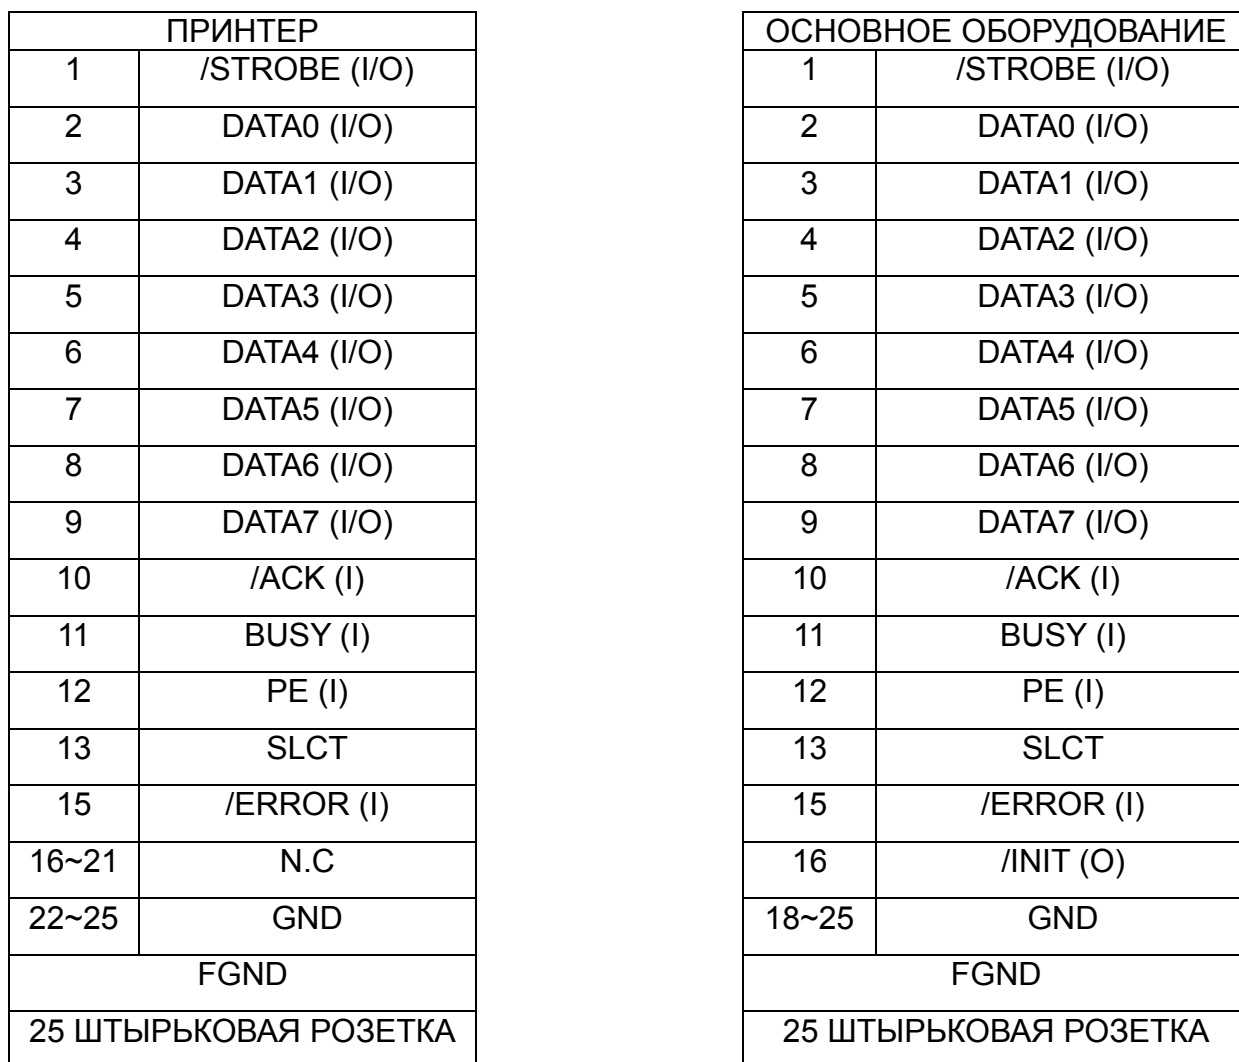 ПРИНТЕР
1 /STROBE (I/O)
2 DATA0 (I/O)
3 DATA1 (I/O)
4 DATA2 (I/O)
5 DATA3 (I/O)
6 DATA4 (I/O)
7 DATA5 (I/O)
8 DATA6 (I/O)
9 DATA7 (I/O)
10 /ACK (I)
11 BUSY (I)
12 PE (I)
13 SLCT
15 /ERROR (I)
16~21 N.C
22~25 GND
FGND
25 ШТЫРЬКОВАЯ РОЗЕТКА
ОСНОВНОЕ ОБОРУДОВАНИЕ
1 /STROBE (I/O)
2 DATA0 (I/O)
3 DATA1 (I/O)
4 DATA2 (I/O)
5 DATA3 (I/O)
6 DATA4 (I/O)
7 DATA5 (I/O)
8 DATA6 (I/O)
9 DATA7 (I/O)
10 /ACK (I)
11 BUSY (I)
12 PE (I)
13 SLCT
15 /ERROR (I)
16 /INIT (O)
18~25 GND
FGND
25 ШТЫРЬКОВАЯ РОЗЕТКА